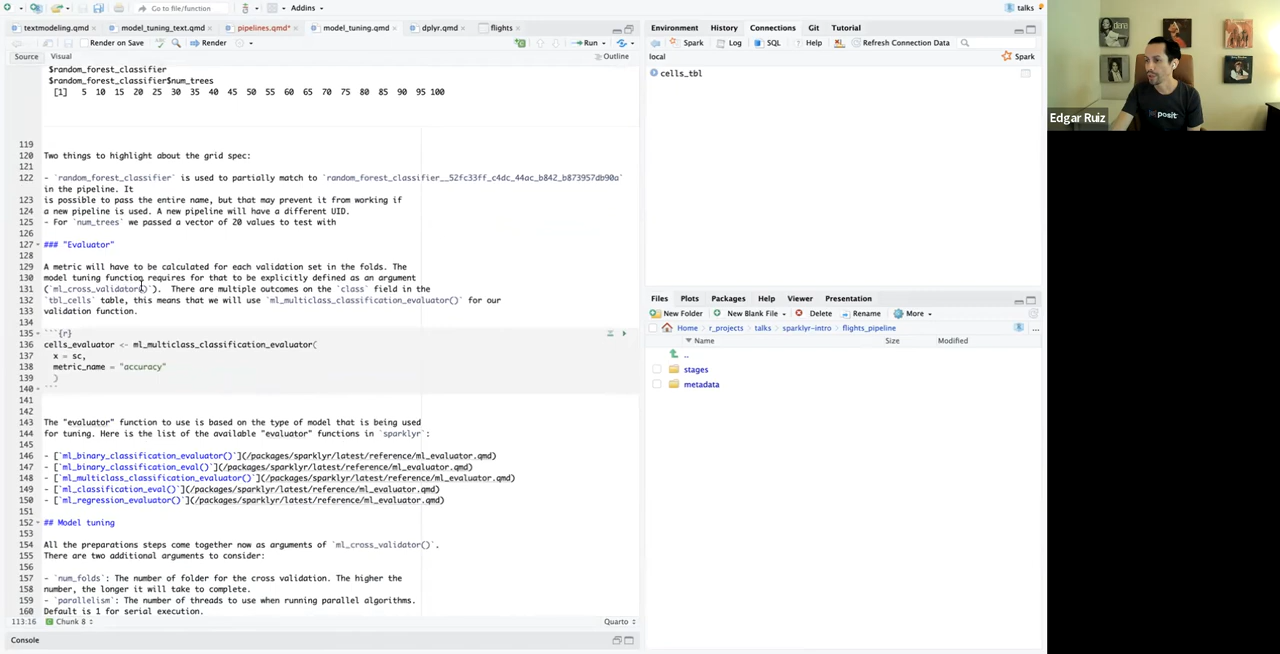 Go to file/function
Addins
talks
textmodeling.qmd
model_tuning_text.qmd
pipelines.qmd*
model_tuning.qmd
dplyr.qmd
flights
Render on Save
Render
Run
Source
Visual
Outline
$random_forest_classifier
$random_forest_classifier$num_trees
[1] 5 10 15 20 25 30 35 40 45 50 55 60 65 70 75 80 85 90 95 100
119
120 Two things to highlight about the grid spec:
121
122 - `random_forest_classifier` is used to partially match to `random_forest_classifier__52fc33ff_c4dc_44ac_b842_b873957db90a`
in the pipeline. It
123 is possible to pass the entire name, but that may prevent it from working if
124 a new pipeline is used. A new pipeline will have a different UID.
125 - For `num_trees` we passed a vector of 20 values to test with
126
127 ### "Evaluator"
128
129 A metric will have to be calculated for each validation set in the folds. The
130 model tuning function requires for that to be explicitly defined as an argument
131 (`ml_cross_validator()`). There are multiple outcomes on the `class` field in the
132 `tbl_cells` table, this means that we will use `ml_multiclass_classification_evaluator()` for our
133 validation function.
134
135 ```{r}
136 cells_evaluator <- ml_multiclass_classification_evaluator(
137 x = sc,
138 metric_name = "accuracy"
139 )
140 ```
141
142
143 The "evaluator" function to use is based on the type of model that is being used
144 for tuning. Here is the list of the available "evaluator" functions in `sparklyr`:
145
146 - [`ml_binary_classification_evaluator()`](/packages/sparklyr/latest/reference/ml_evaluator.qmd)
147 - [`ml_binary_classification_eval()`](/packages/sparklyr/latest/reference/ml_evaluator.qmd)
148 - [`ml_multiclass_classification_evaluator()`](/packages/sparklyr/latest/reference/ml_evaluator.qmd)
149 - [`ml_classification_eval()`](/packages/sparklyr/latest/reference/ml_evaluator.qmd)
150 - [`ml_regression_evaluator()`](/packages/sparklyr/latest/reference/ml_evaluator.qmd)
151
152 ## Model tuning
153
154 All the preparations steps come together now as arguments of `ml_cross_validator()`.
155 There are two additional arguments to consider:
156
157 - `num_folds`: The number of folder for the cross validation. The higher the
158 number, the longer it will take to complete.
159 - `parallelism`: The number of threads to use when running parallel algorithms.
160 Default is 1 for serial execution.
113:16 Chunk 8
Quarto
Console
Environment
History
Connections
Git
Tutorial
Spark
Log
SQL
Help
Refresh Connection Data
local
Spark
cells_tbl
Files
Plots
Packages
Help
Viewer
Presentation
New Folder
New Blank File
Delete
Rename
More
Home
r_projects
talks
sparklyr-intro
flights_pipeline
...
Name
Size
Modified
..
stages
metadata
posit
Edgar Ruiz